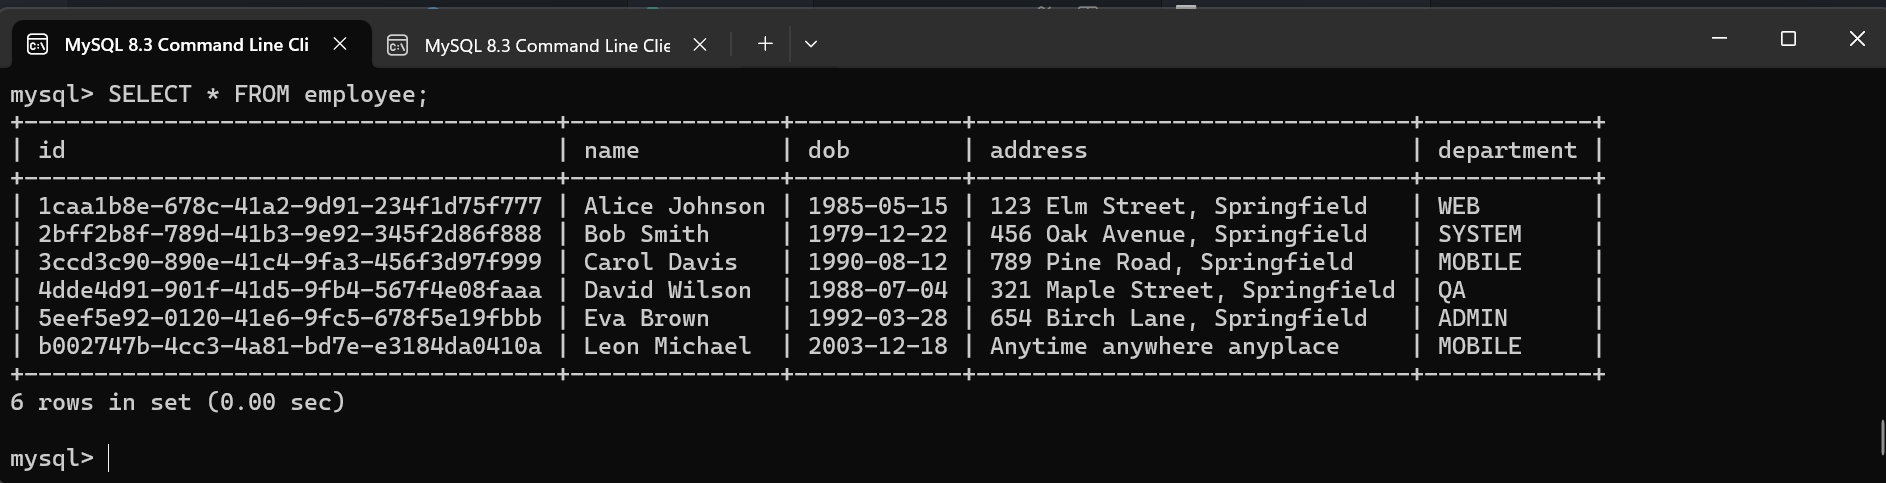 MySQL 8.3 Command Line Cli MySQL 8.3 Command Line Clie
mysql> SELECT * FROM employee;
+--------------------------------------+---------------+------------+-------------------------------+------------+
| id                                   | name          | dob        | address                       | department |
+--------------------------------------+---------------+------------+-------------------------------+------------+
| 1caa1b8e-678c-41a2-9d91-234f1d75f777 | Alice Johnson | 1985-05-15 | 123 Elm Street, Springfield   | WEB        |
| 2bff2b8f-789d-41b3-9e92-345f2d86f888 | Bob Smith     | 1979-12-22 | 456 Oak Avenue, Springfield   | SYSTEM     |
| 3ccd3c90-890e-41c4-9fa3-456f3d97f999 | Carol Davis   | 1990-08-12 | 789 Pine Road, Springfield    | MOBILE     |
| 4dde4d91-901f-41d5-9fb4-567f4e08faaa | David Wilson  | 1988-07-04 | 321 Maple Street, Springfield | QA         |
| 5eef5e92-0120-41e6-9fc5-678f5e19fbbb | Eva Brown     | 1992-03-28 | 654 Birch Lane, Springfield   | ADMIN      |
| b002747b-4cc3-4a81-bd7e-e3184da0410a | Leon Michael  | 2003-12-18 | Anytime anywhere anyplace     | MOBILE     |
+--------------------------------------+---------------+------------+-------------------------------+------------+
6 rows in set (0.00 sec)
mysql>